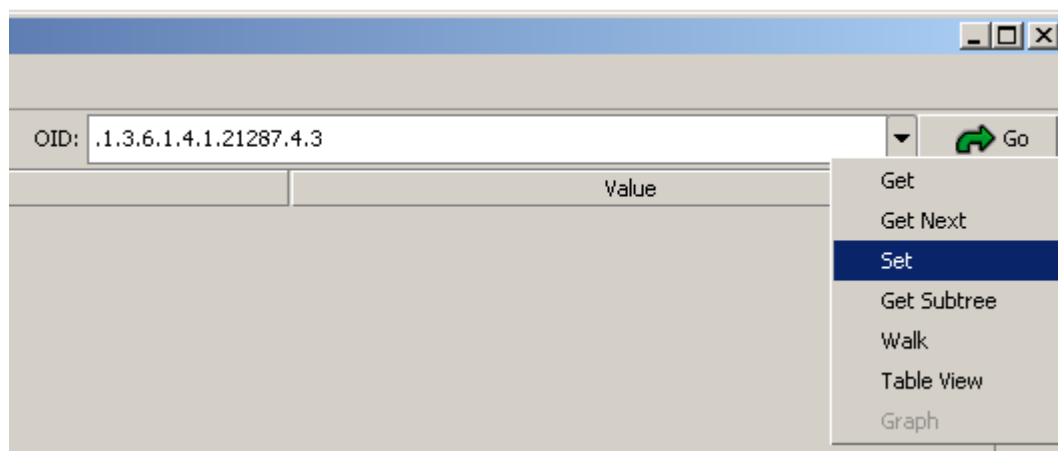 OID: .1.3.6.1.4.1.21287.4.3 Go
Value
Get
Get Next
Set
Get Subtree
Walk
Table View
Graph